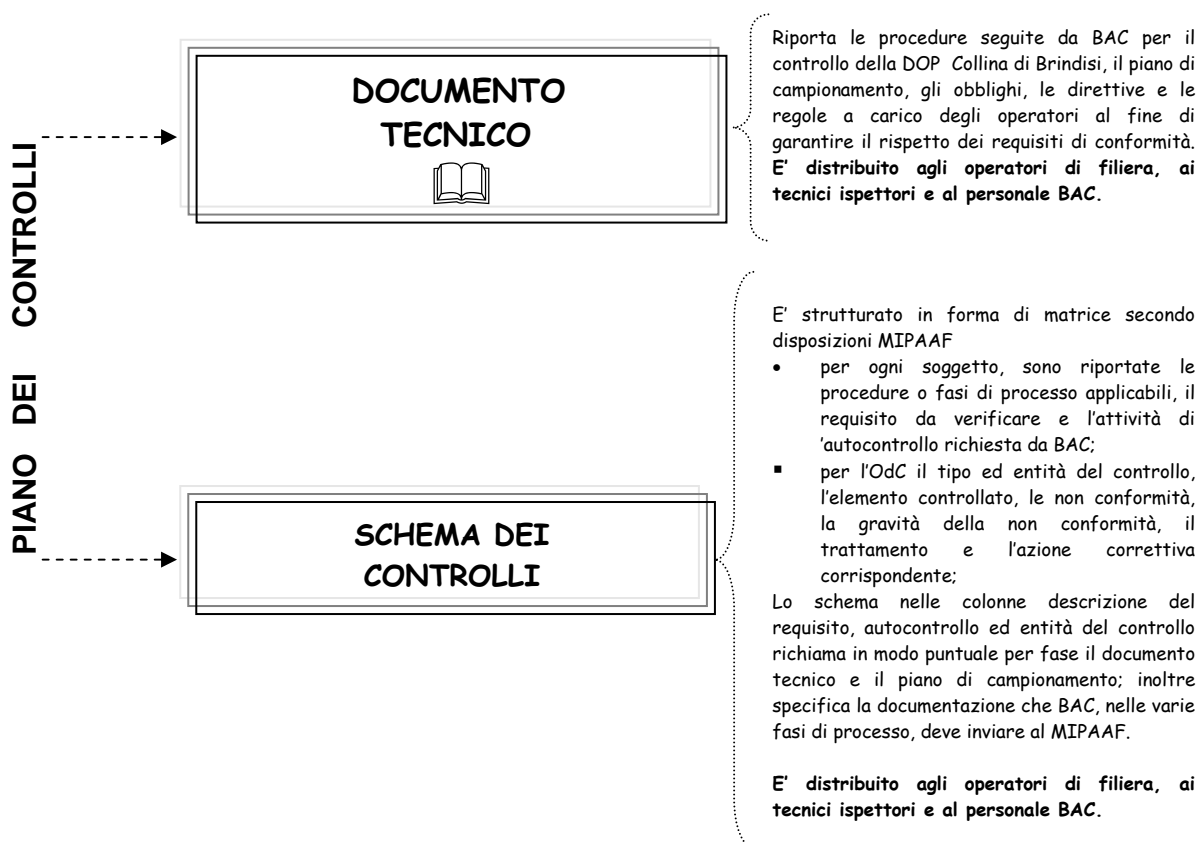 PIANO DEI CONTROLLI
DOCUMENTO
TECNICO
Riporta le procedure seguite da BAC per il
controllo della DOP Collina di Brindisi, il piano di
campionamento, gli obblighi, le direttive e le
regole a carico degli operatori al fine di
garantire il rispetto dei requisiti di conformità.
E' distribuito agli operatori di filiera, ai
tecnici ispettori e al personale BAC.
SCHEMA DEI
CONTROLLI
E' strutturato in forma di matrice secondo
disposizioni MIPAAF
• per ogni soggetto, sono riportate le
procedure o fasi di processo applicabili, il
requisito da verificare e l'attività di
'autocontrollo richiesta da BAC;
▪ per l'OdC il tipo ed entità del controllo,
l'elemento controllato, le non conformità,
la gravità della non conformità, il
trattamento e l'azione correttiva
corrispondente;
Lo schema nelle colonne descrizione del
requisito, autocontrollo ed entità del controllo
richiama in modo puntuale per fase il documento
tecnico e il piano di campionamento; inoltre
specifica la documentazione che BAC, nelle varie
fasi di processo, deve inviare al MIPAAF.
E' distribuito agli operatori di filiera, ai
tecnici ispettori e al personale BAC.